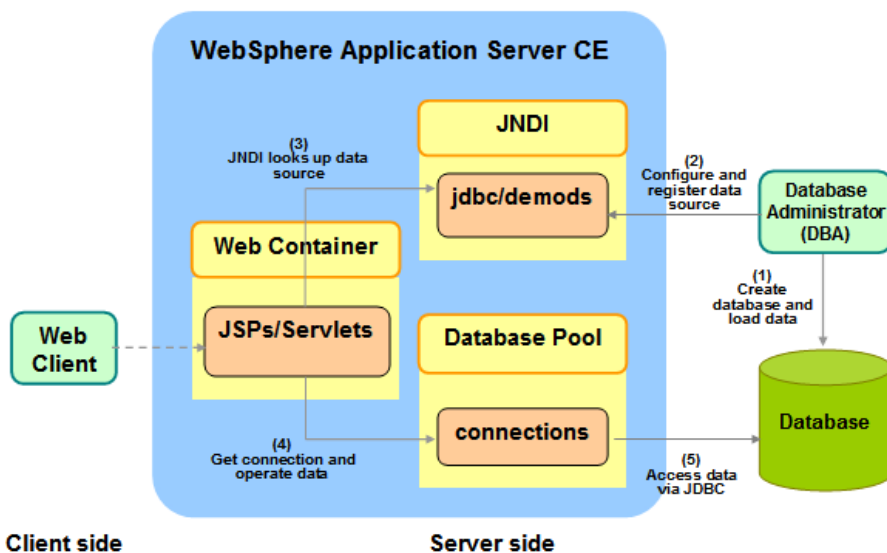 WebSphere Application Server CE
JNDI
(3)
JNDI looks up data
source
(2)
Configure and
register data
source
jdbc/demods
Database
Administrator
(DBA)
Web Container
(1)
Create
database and
load data
JSPs/Servlets
Web
Client
Database Pool
Database
connections
(4)
Get connection and
operate data
(5)
Access data
via JDBC
Client side
Server side